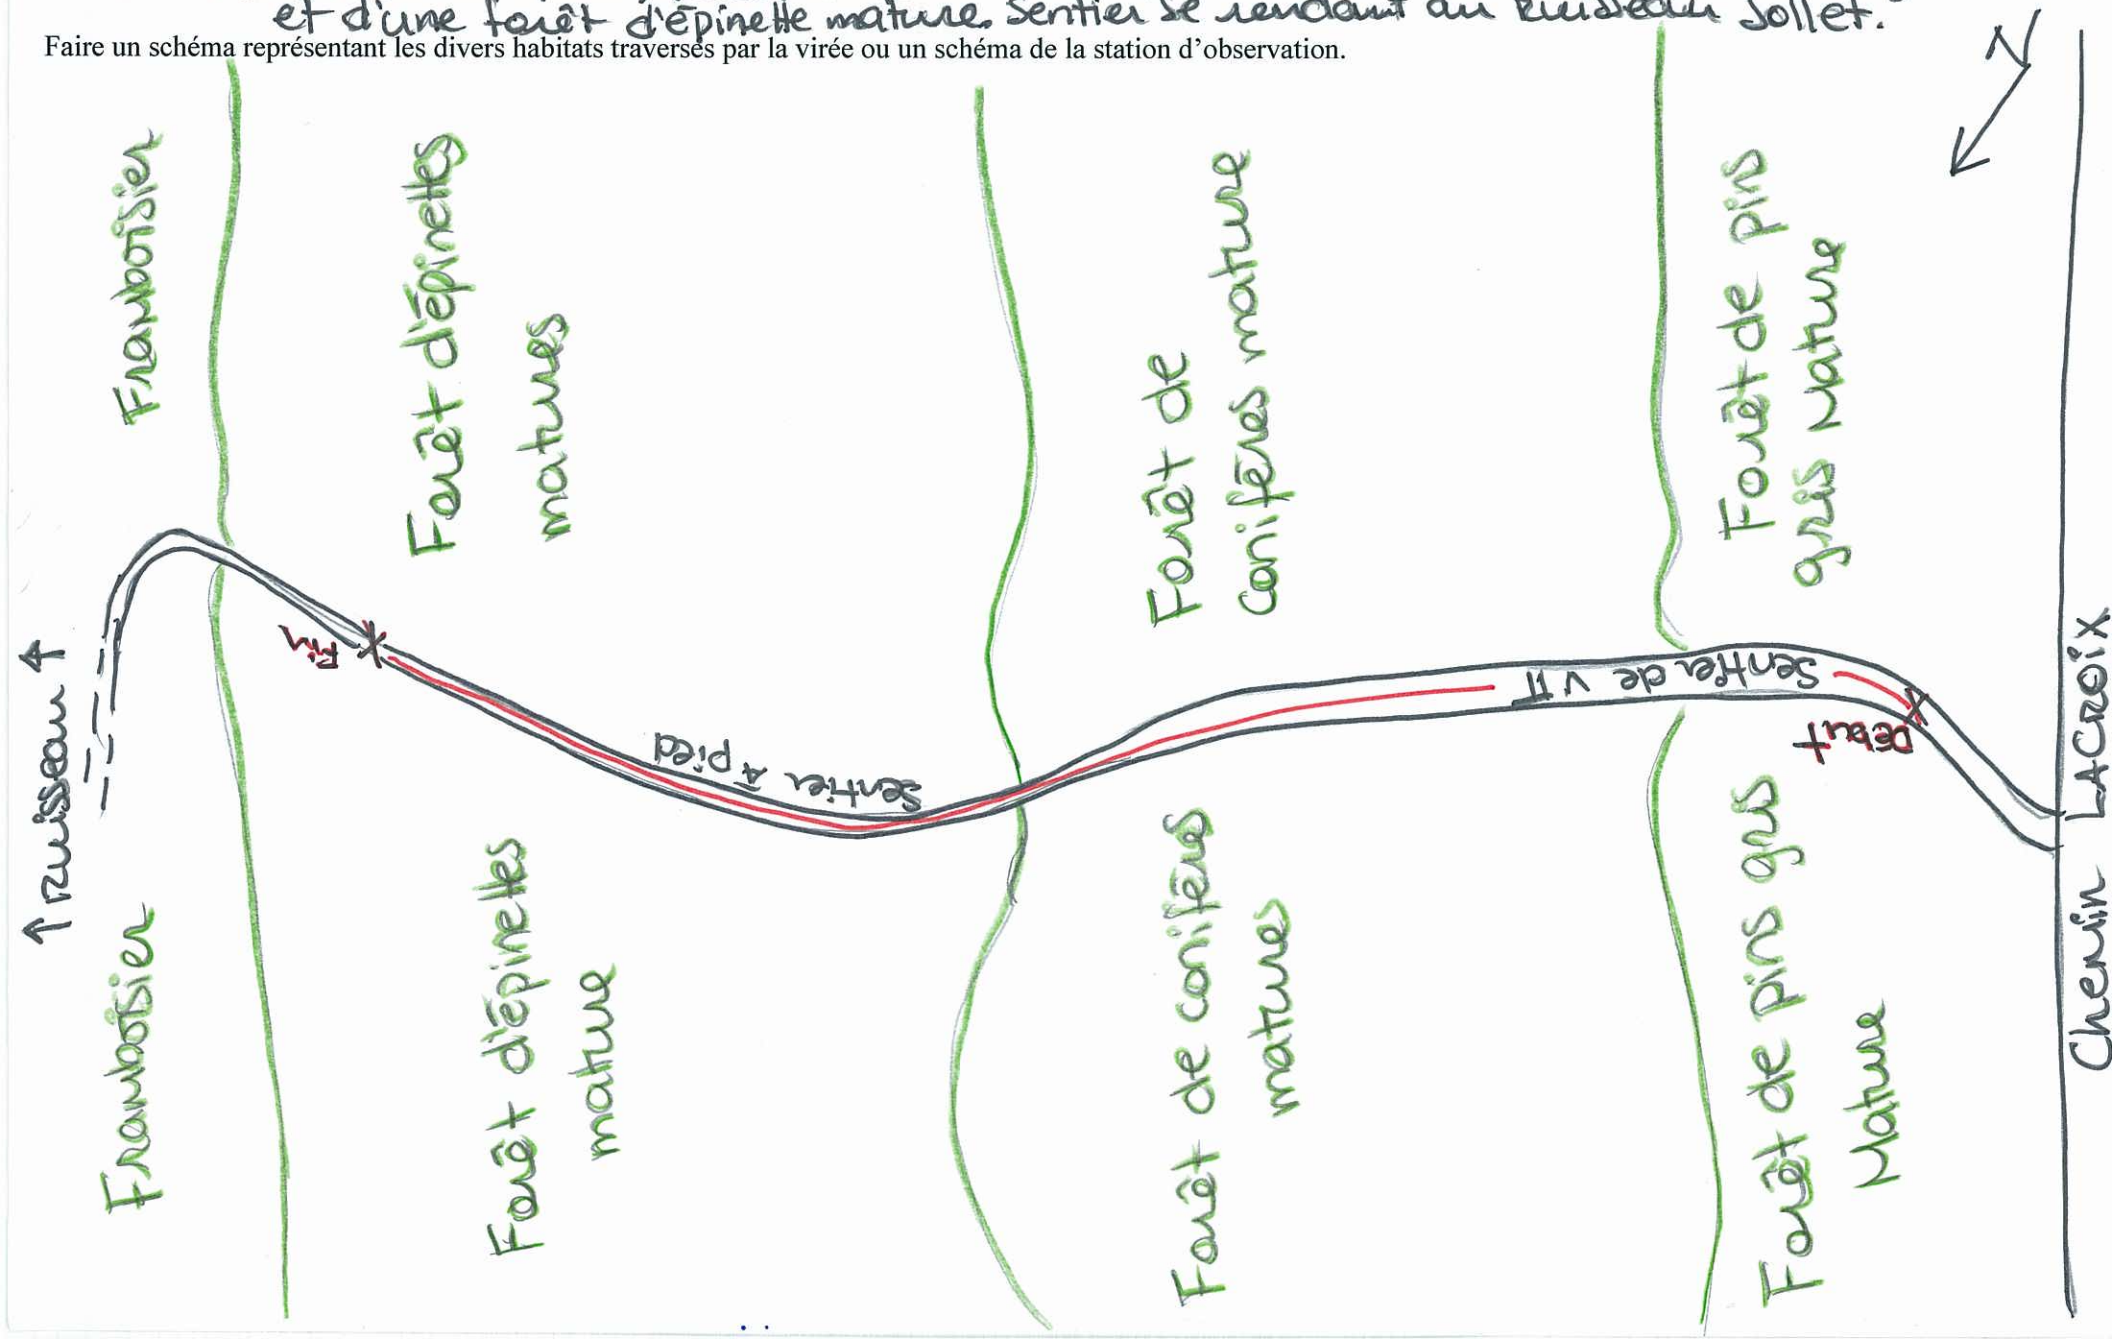 et d'une forêt d'épinette mature. Sentier se rendant au Ruisseau Jollet.
Faire un schéma représentant les divers habitats traversés par la virée ou un schéma de la station d'observation.
N
Framboisier
Forêt d'épinettes
matures
Forêt de
conifères mature
Forêt de pins
gris Mature
Ruisseau
Fin
Sentier à pied
Sentier de VTT
Début
Chemin LACROIX
Framboisier
Forêt d'épinettes
mature
Forêt de conifères
matures
Forêt de pins gris
Mature